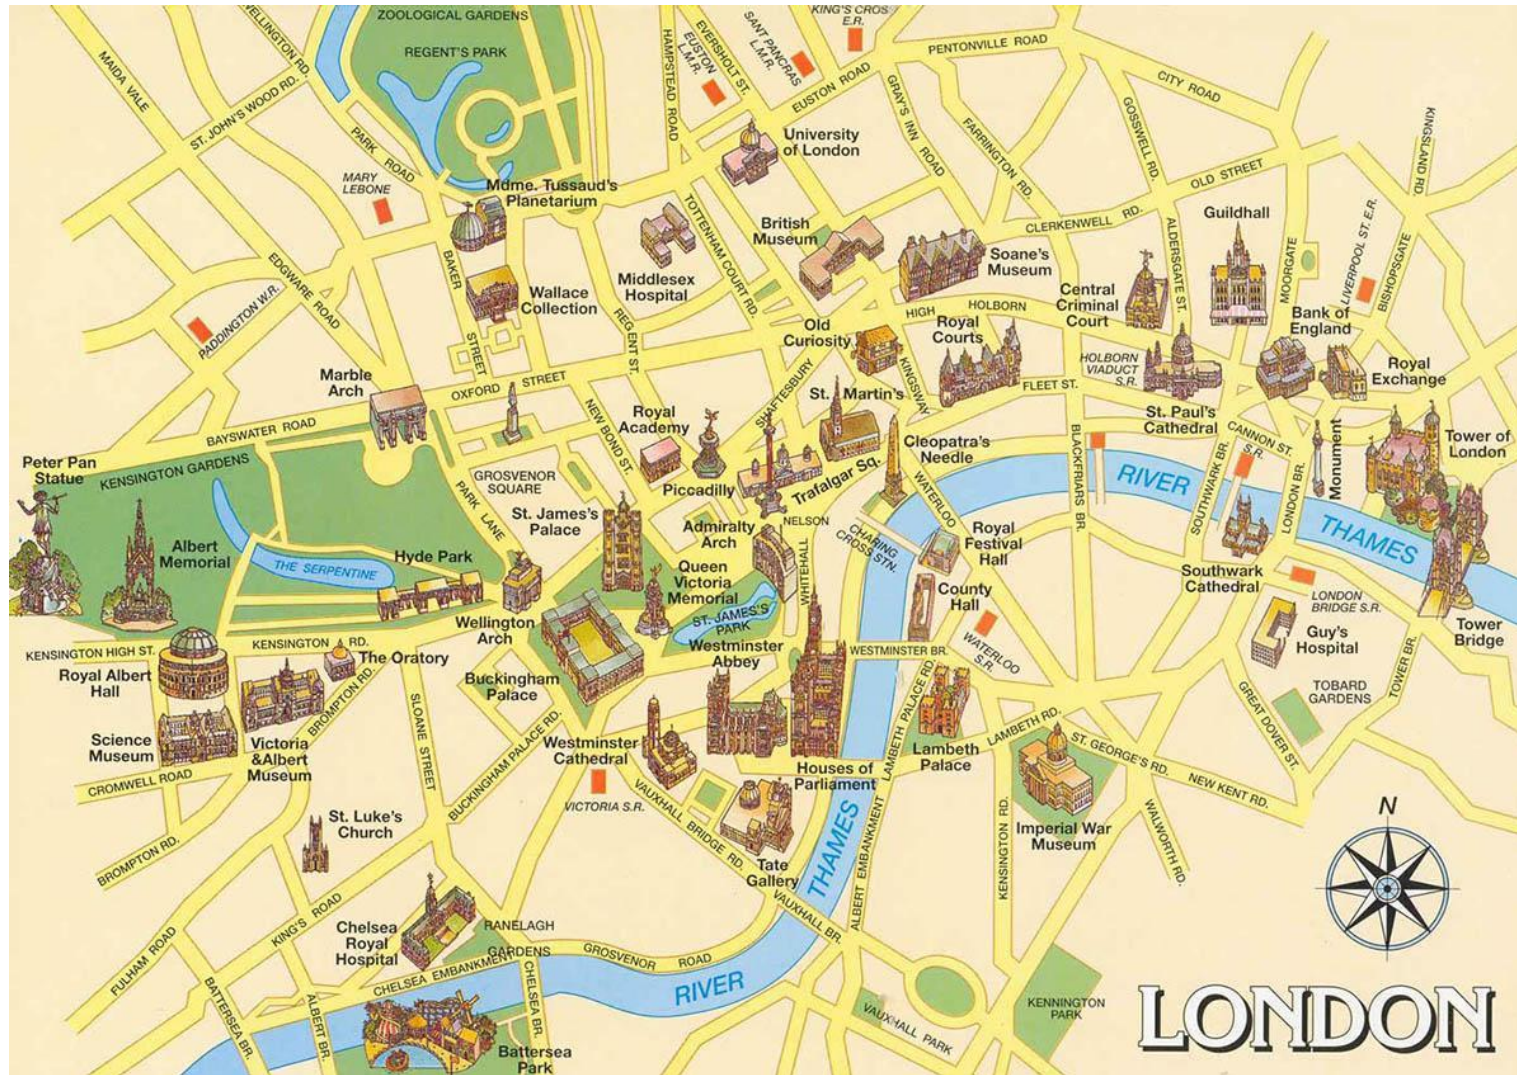 ZOOLOGICAL GARDENS
REGENT'S PARK
WELLINGTON RD.
MAIDA VALE
ST. JOHN'S WOOD RD.
PARK ROAD
MARY
LEBONE
HAMPSTEAD ROAD
EVERSHOLT ST.
EUSTON
L.M.R.
SANT PANCRAS
L.M.R.
KING'S CROS
E.R.
EUSTON ROAD
PENTONVILLE ROAD
CITY ROAD
GRAY'S INN ROAD
FARRINGTON RD.
GOSSWELL RD.
OLD STREET
KINGSLAND RD.
University
of London
Mdme. Tussaud's
Planetarium
TOTTENHAM COURT RD.
British
Museum
CLERKENWELL RD.
Soane's
Museum
ALDERSGATE ST.
Guildhall
MOORGATE
LIVERPOOL ST. E.R.
BISHOPSGATE
EDGWARE ROAD
PADDINGTON W.R.
BAKER
STREET
Wallace
Collection
Middlesex
Hospital
REGENT ST.
HIGH HOLBORN
Central
Criminal
Court
Old
Curiosity
Royal
Courts
KINGSWAY
HOLBORN
VIADUCT
S.R.
Bank of
England
Royal
Exchange
Marble
Arch
OXFORD STREET
BAYSWATER ROAD
NEW BOND ST.
SHAFTESBURY
St. Martin's
FLEET ST.
St. Paul's
Cathedral
CANNON ST.
S.R.
Monument
Tower of
London
Peter Pan
Statue
KENSINGTON GARDENS
PARK LANE
GROSVENOR
SQUARE
Royal
Academy
Piccadilly
Trafalgar Sq.
Cleopatra's
Needle
BLACKFRIARS BR.
RIVER
THAMES
SOUTHWARK BR.
LONDON BR.
St. James's
Palace
Admiralty
Arch
NELSON
WHITEHALL
CHARING
CROSS STN.
WATERLOO
Royal
Festival
Hall
Albert
Memorial
THE SERPENTINE
Hyde Park
Queen
Victoria
Memorial
ST. JAMES'S
PARK
County
Hall
WATERLOO
S.R.
Southwark
Cathedral
LONDON
BRIDGE S.R.
Guy's
Hospital
Tower
Bridge
TOWER BR.
TOBARD
GARDENS
GREAT DOVER ST.
Wellington
Arch
KENSINGTON HIGH ST.
KENSINGTON RD.
Royal Albert
Hall
The Oratory
BROMPTON RD.
Buckingham
Palace
Westminster
Abbey
WESTMINSTER BR.
LAMBETH PALACE RD.
Science
Museum
Victoria
&Albert
Museum
SLOANE STREET
BUCKINGHAM PALACE RD.
Westminster
Cathedral
VICTORIA S.R.
Houses of
Parliament
Lambeth
Palace
LAMBETH RD.
ST. GEORGE'S RD.
NEW KENT RD.
CROMWELL ROAD
St. Luke's
Church
VAUXHALL BRIDGE RD.
Tate
Gallery
THAMES
ALBERT EMBANKMENT
KENSINGTON RD.
Imperial War
Museum
WALWORTH RD.
N
BROMPTON RD.
KING'S ROAD
FULHAM ROAD
Chelsea
Royal
Hospital
RANELAGH
GARDENS
CHELSEA EMBANKMENT
GROSVENOR ROAD
VAUXHALL BR.
RIVER
BATTERSEA BR.
ALBERT BR.
CHELSEA BR.
Battersea
Park
VAUXHALL PARK
KENNINGTON
PARK
LONDON